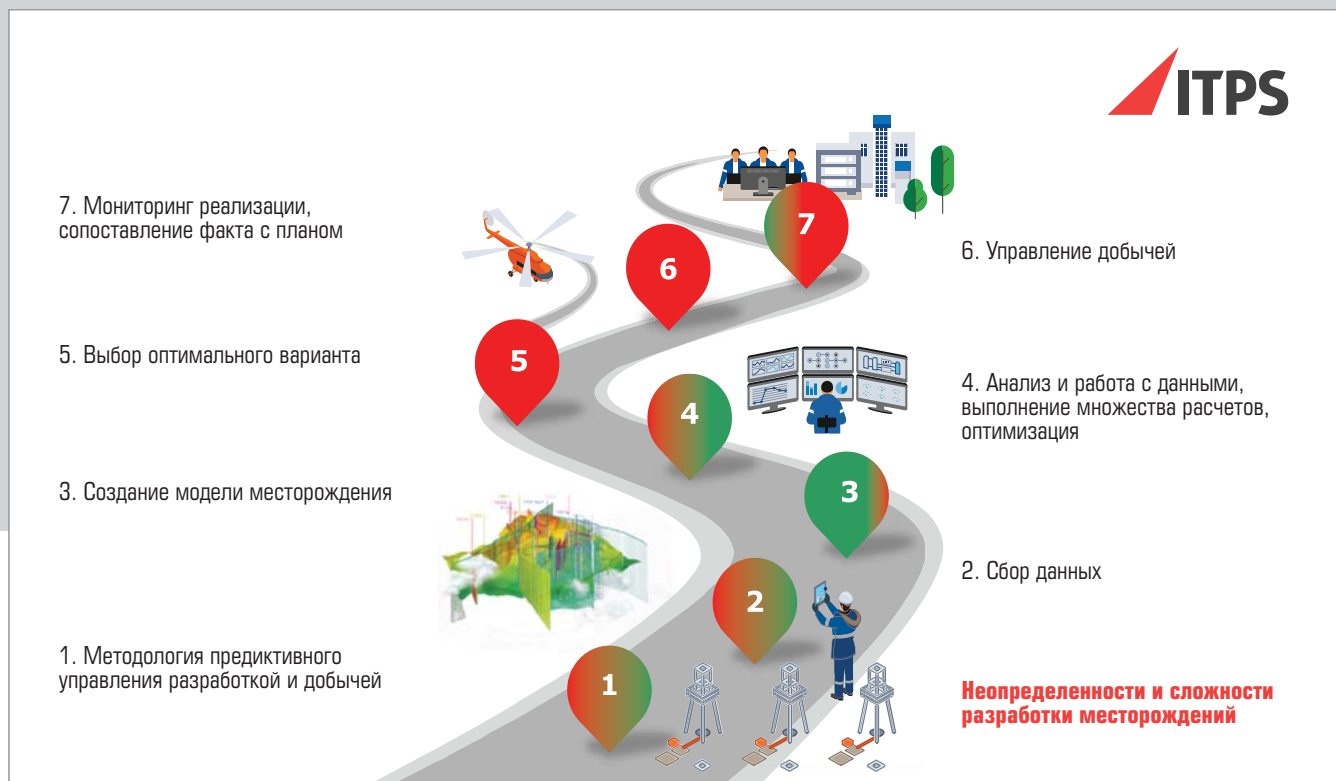 ITPS
7. Мониторинг реализации,
сопоставление факта с планом
7
6. Управление добычей
6
5. Выбор оптимального варианта
5
4. Анализ и работа с данными,
выполнение множества расчетов,
оптимизация
4
3. Создание модели месторождения
3
2. Сбор данных
2
1. Методология предиктивного
управления разработкой и добычей
1
Неопределенности и сложности
разработки месторождений